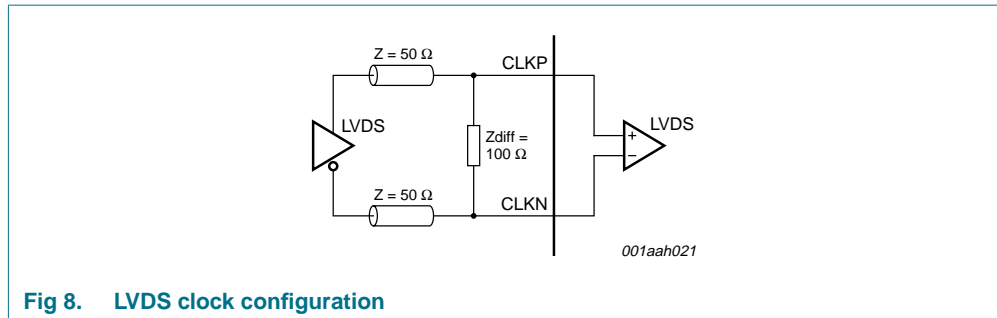 Z = 50 Ω
CLKP
LVDS
Zdiff =
100 Ω
LVDS
+
−
Z = 50 Ω
CLKN
001aah021
Fig 8. LVDS clock configuration